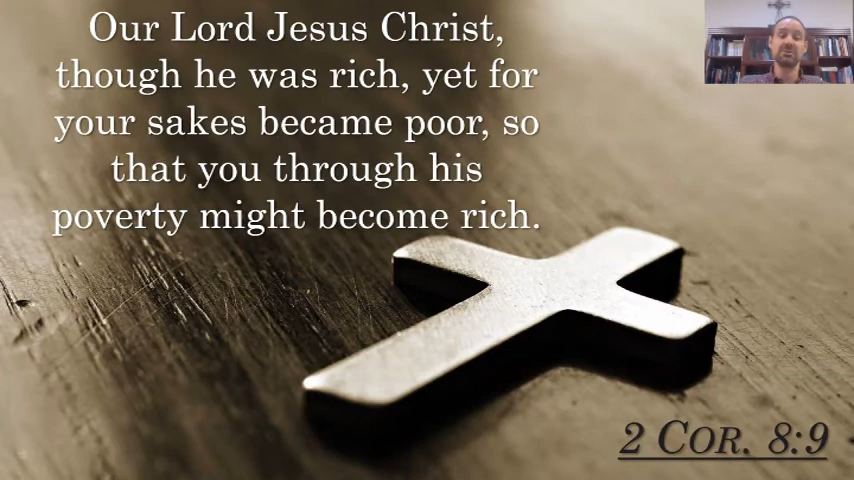 Our Lord Jesus Christ,
though he was rich, yet for
your sakes became poor, so
that you through his
poverty might become rich.
2 COR. 8:9